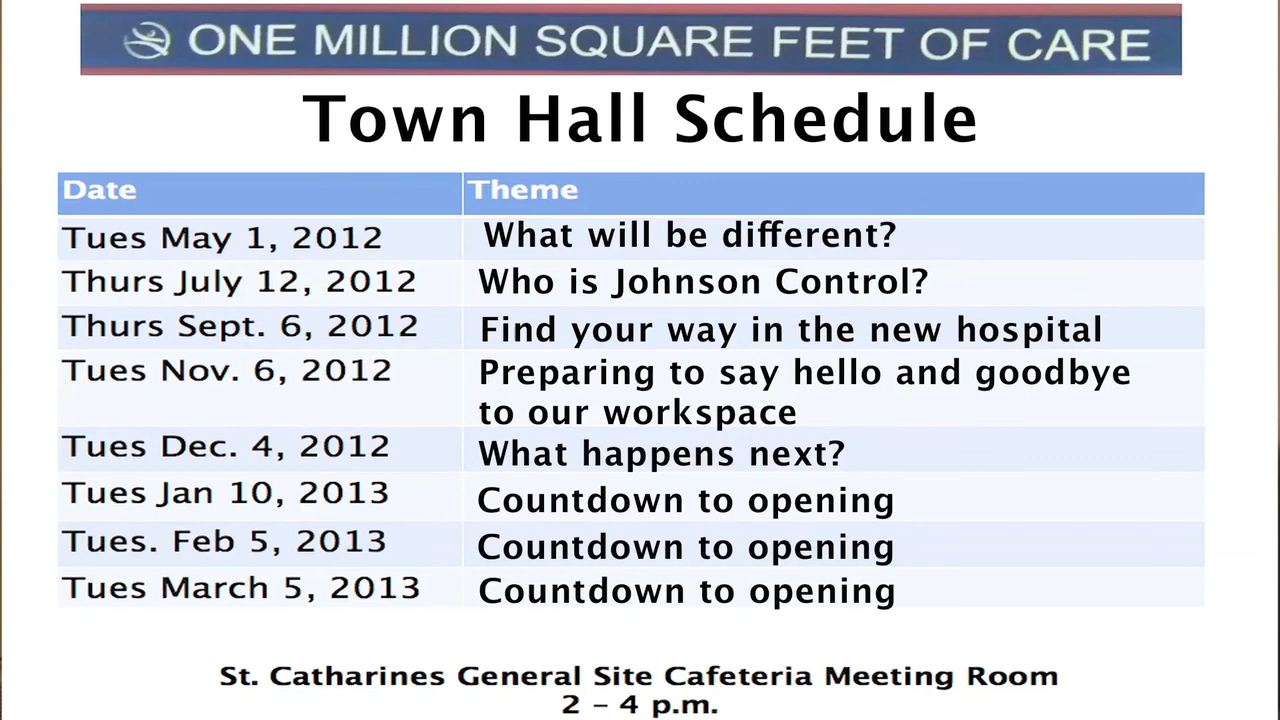 ONE MILLION SQUARE FEET OF CARE
Town Hall Schedule
Date Theme
Tues May 1, 2012 What will be different?
Thurs July 12, 2012 Who is Johnson Control?
Thurs Sept. 6, 2012 Find your way in the new hospital
Tues Nov. 6, 2012 Preparing to say hello and goodbye
to our workspace
Tues Dec. 4, 2012 What happens next?
Tues Jan 10, 2013 Countdown to opening
Tues. Feb 5, 2013 Countdown to opening
Tues March 5, 2013 Countdown to opening
St. Catharines General Site Cafeteria Meeting Room
2 – 4 p.m.